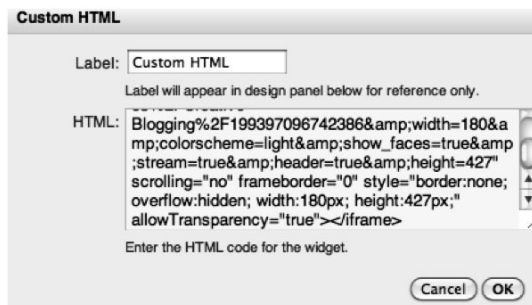 Custom HTML
Label: Custom HTML
Label will appear in design panel below for reference only.
HTML:
Blogging%2F199397096742386&amp;width=180&a
mp;colorscheme=light&amp;show_faces=true&amp
;stream=true&amp;header=true&amp;height=427"
scrolling="no" frameborder="0" style="border:none;
overflow:hidden; width:180px; height:427px;"
allowTransparency="true"></iframe>
Enter the HTML code for the widget.
Cancel OK